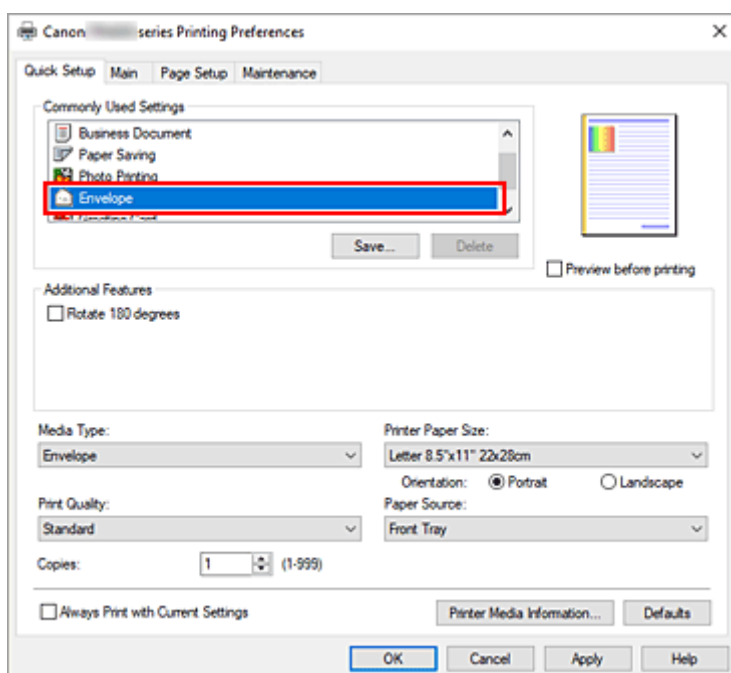 Canon series Printing Preferences
Quick Setup Main Page Setup Maintenance
Commonly Used Settings
Business Document
Paper Saving
Photo Printing
Envelope
Greeting Card
Save... Delete
Preview before printing
Additional Features
Rotate 180 degrees
Media Type: Printer Paper Size:
Envelope Letter 8.5"x11" 22x28cm
Orientation: Portrait Landscape
Print Quality: Paper Source:
Standard Front Tray
Copies: 1 (1-999)
Always Print with Current Settings Printer Media Information... Defaults
OK Cancel Apply Help